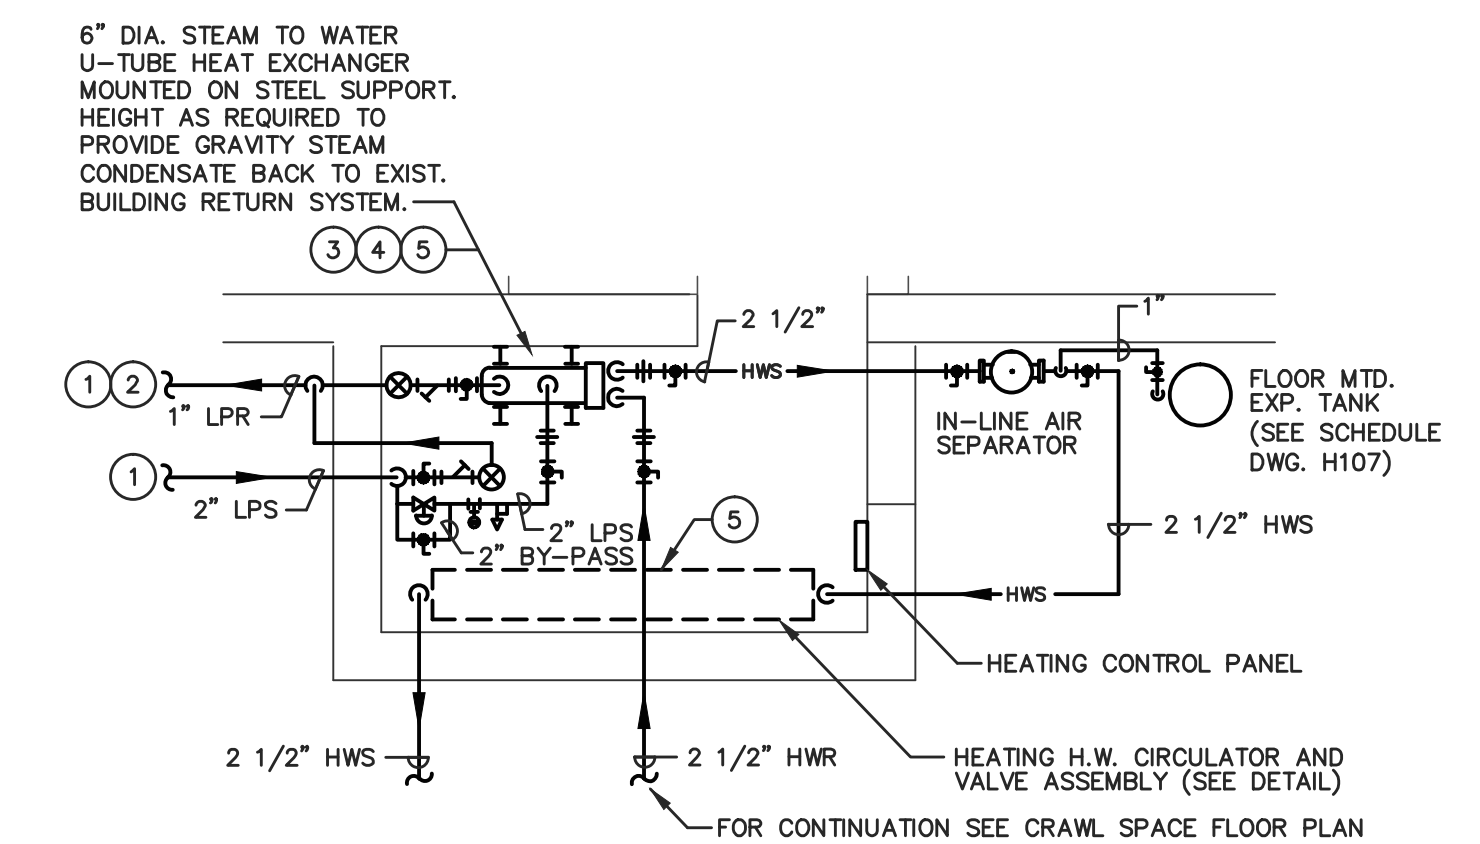 6” DIA. STEAM TO WATER
U-TUBE HEAT EXCHANGER
MOUNTED ON STEEL SUPPORT.
HEIGHT AS REQUIRED TO
PROVIDE GRAVITY STEAM
CONDENSATE BACK TO EXIST.
BUILDING RETURN SYSTEM.
3 4 5
2 1/2”
1”
1 2
HWS
1” LPR
FLOOR MTD.
EXP. TANK
(SEE SCHEDULE
DWG. H107)
IN-LINE AIR
SEPARATOR
1
2” LPS
2” LPS
2” BY-PASS
5
2 1/2” HWS
HWS
HEATING CONTROL PANEL
2 1/2” HWS
2 1/2” HWR
HEATING H.W. CIRCULATOR AND
VALVE ASSEMBLY (SEE DETAIL)
FOR CONTINUATION SEE CRAWL SPACE FLOOR PLAN